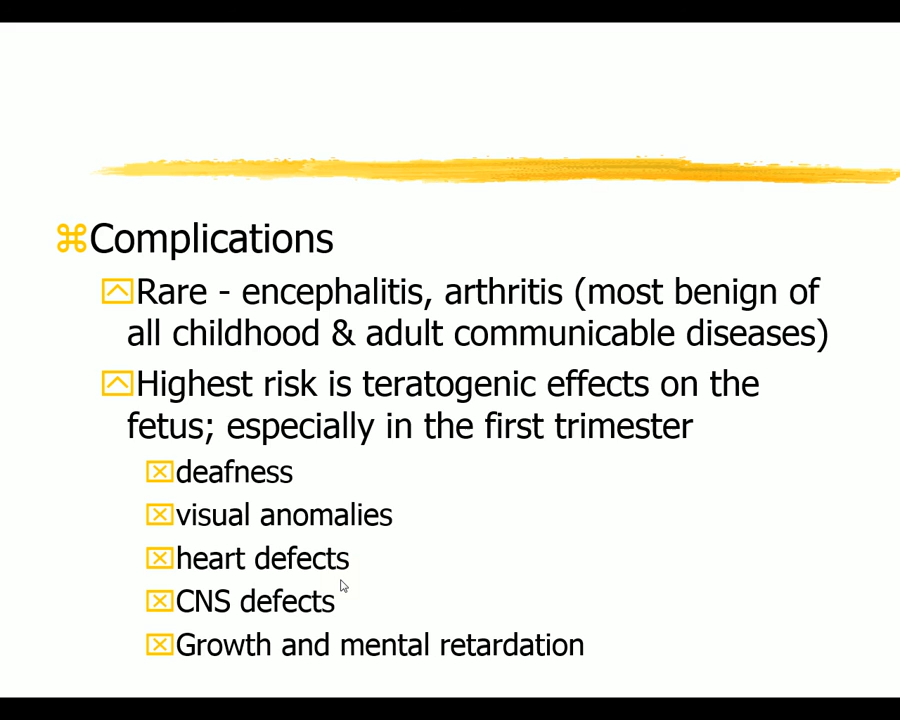 Complications
Rare - encephalitis, arthritis (most benign of
all childhood & adult communicable diseases)
Highest risk is teratogenic effects on the
fetus; especially in the first trimester
deafness
visual anomalies
heart defects
CNS defects
Growth and mental retardation